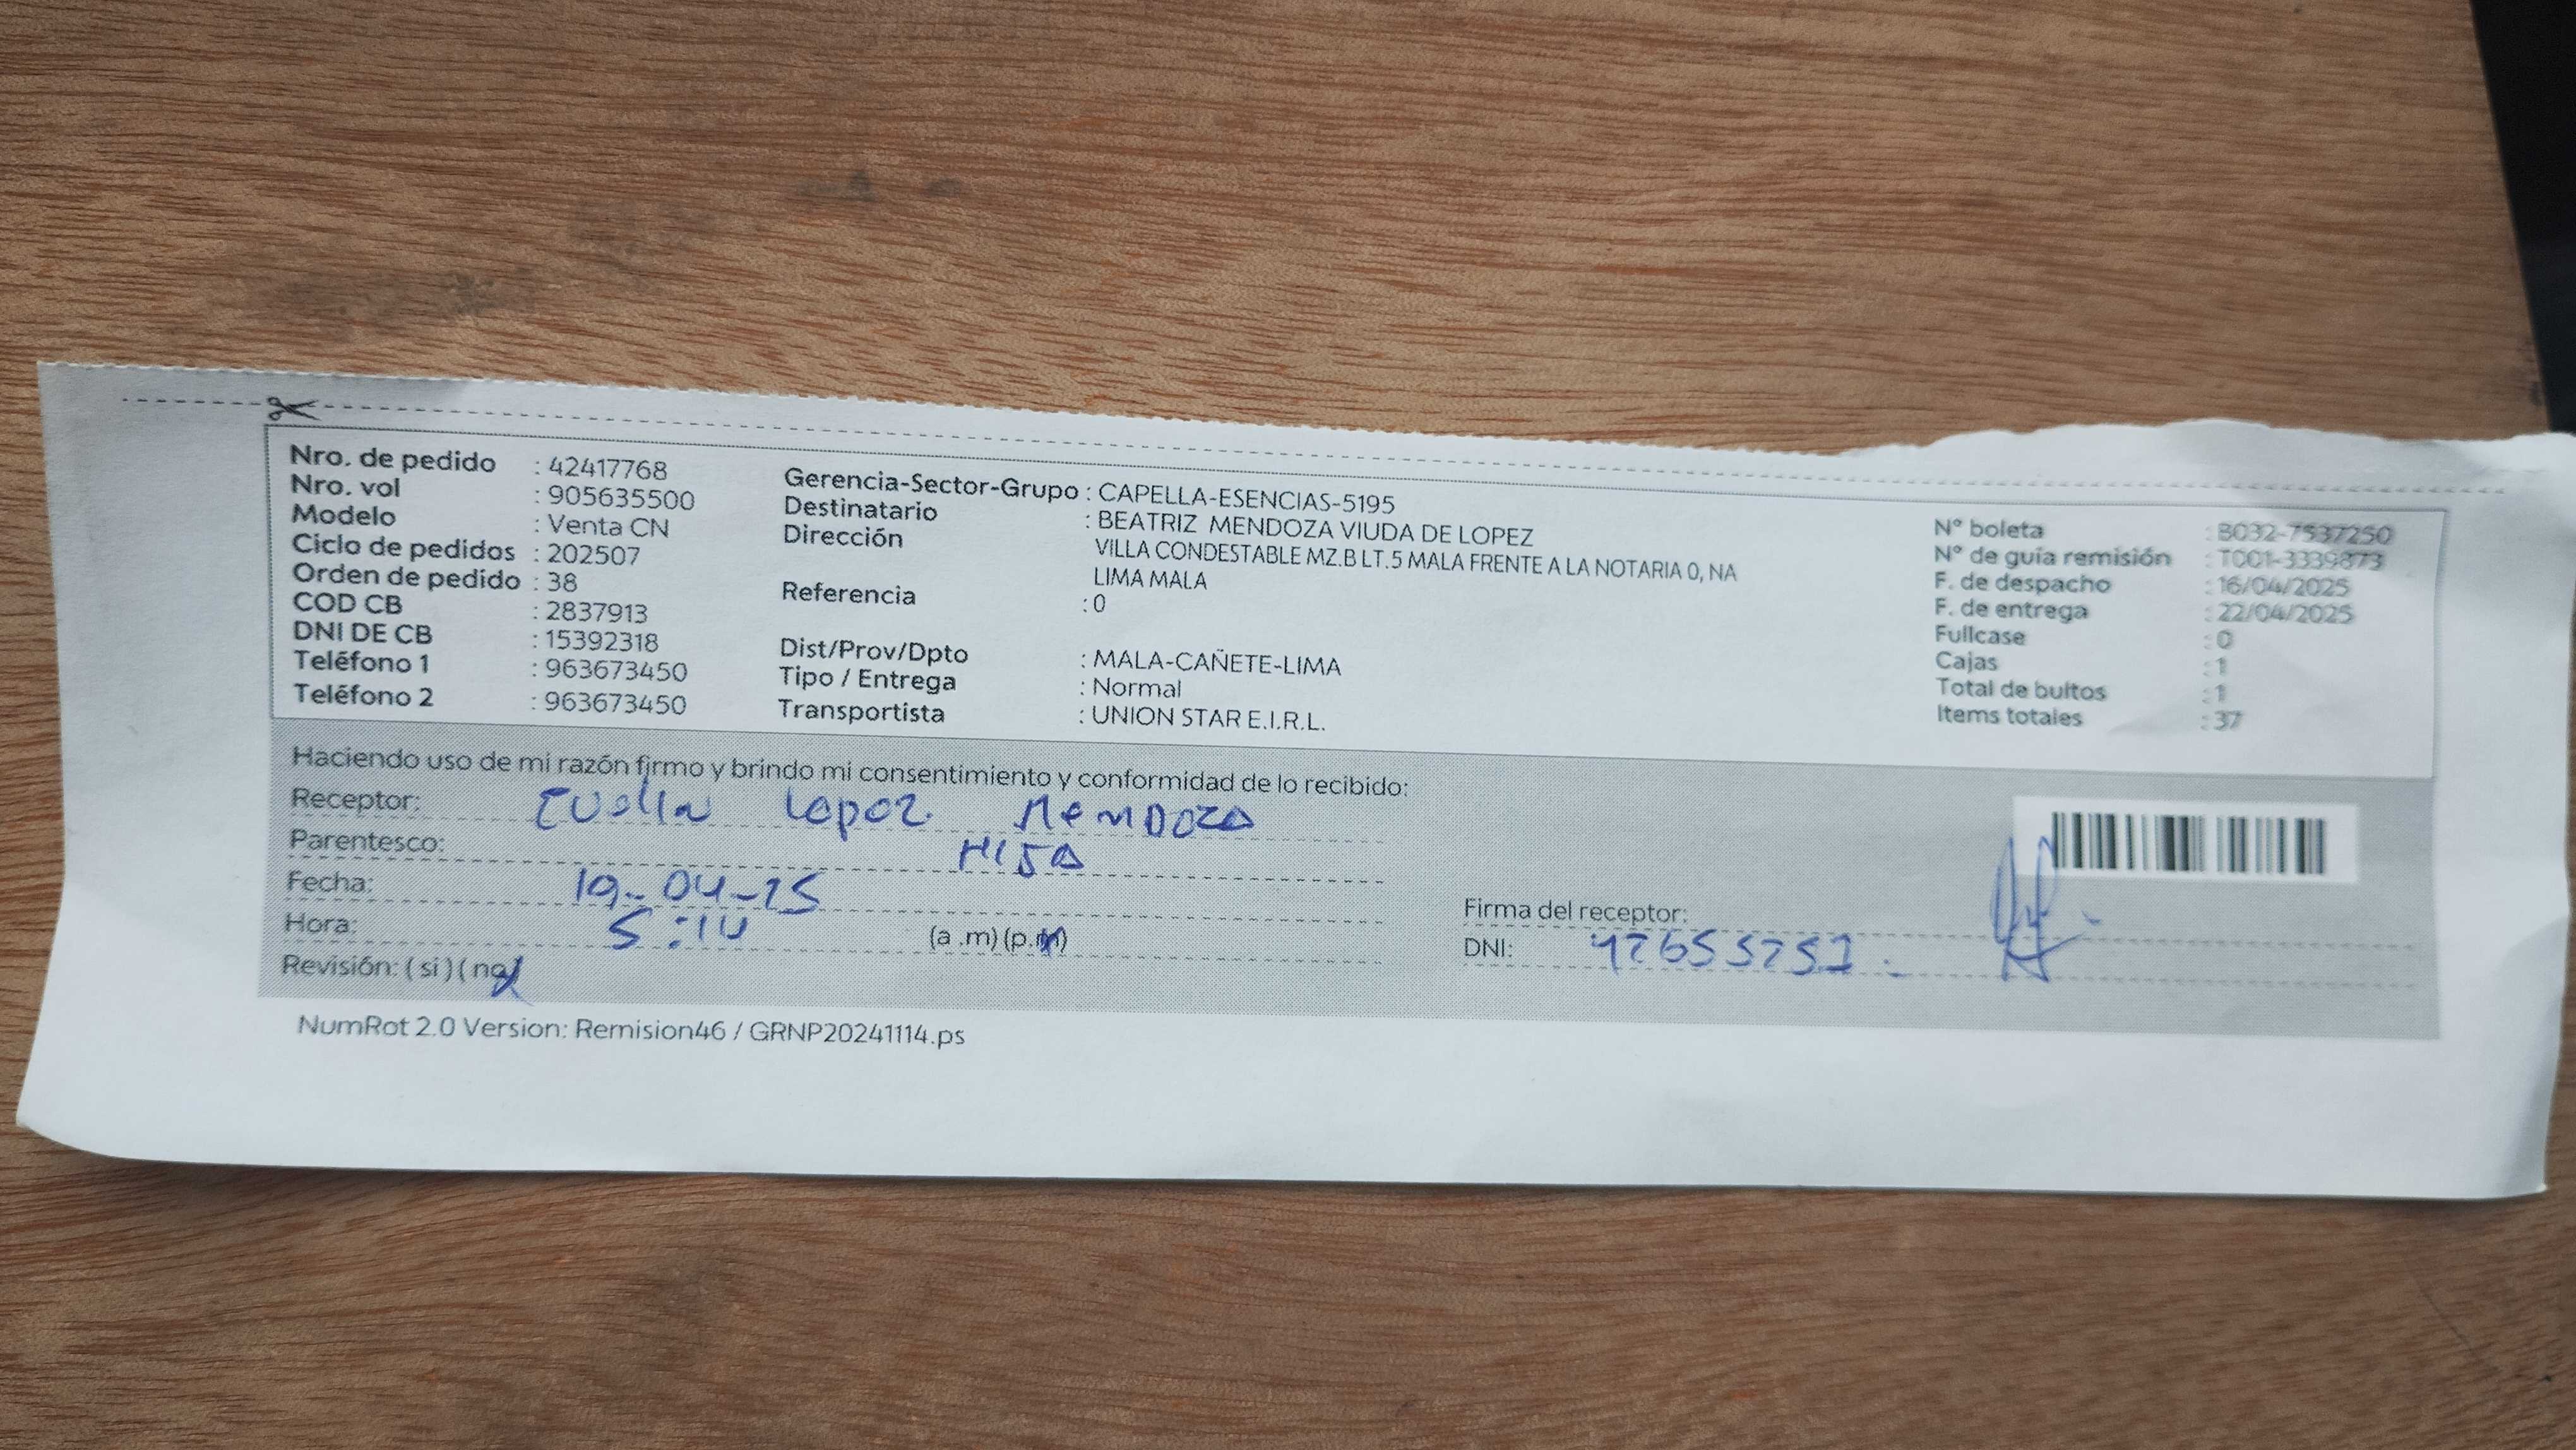 Nro. de pedido : 42417768
Nro. vol : 905635500
Modelo : Venta CN
Ciclo de pedidos : 202507
Orden de pedido : 38
COD CB : 2837913
DNI DE CB : 15392318
Teléfono 1 : 963673450
Teléfono 2 : 963673450
Gerencia-Sector-Grupo : CAPELLA-ESENCIAS-5195
Destinatario : BEATRIZ MENDOZA VIUDA DE LOPEZ
Dirección VILLA CONDESTABLE MZ.B LT.5 MALA FRENTE A LA NOTARIA 0, NA
LIMA MALA
Referencia : 0
Dist/Prov/Dpto : MALA-CAÑETE-LIMA
Tipo / Entrega : Normal
Transportista : UNION STAR E.I.R.L.
N° boleta : B032-7537250
N° de guia remisión : T001-3339873
F. de despacho : 16/04/2025
F. de entrega : 22/04/2025
Fullcase : 0
Cajas : 1
Total de bultos : 1
Items totales : 37
Haciendo uso de mi razón firmo y brindo mi consentimiento y conformidad de lo recibido:
Receptor: Lopez Mendoza
Parentesco: HIJA
Fecha: 19-04-25
Hora: 5:14 (a .m) (p.m)
Revisión: ( si ) ( no )
Firma del receptor:
DNI:
NumRot 2.0 Version: Remision46 / GRNP20241114.ps